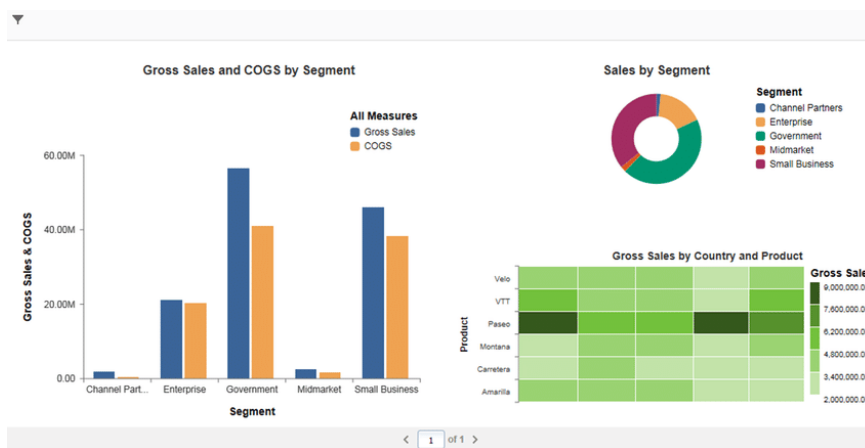 Gross Sales and COGS by Segment
All Measures
Gross Sales
COGS
Gross Sales & COGS
60.00M
40.00M
20.00M
0.00
Channel Part...
Enterprise
Government
Midmarket
Small Business
Segment
Sales by Segment
Segment
Channel Partners
Enterprise
Government
Midmarket
Small Business
Gross Sales by Country and Product
Product
Velo
VTT
Paseo
Montana
Carretera
Amarilla
Gross Sale
9,000,000.0
7,600,000.0
6,200,000.0
4,800,000.0
3,400,000.0
2,000,000.0
1 of 1